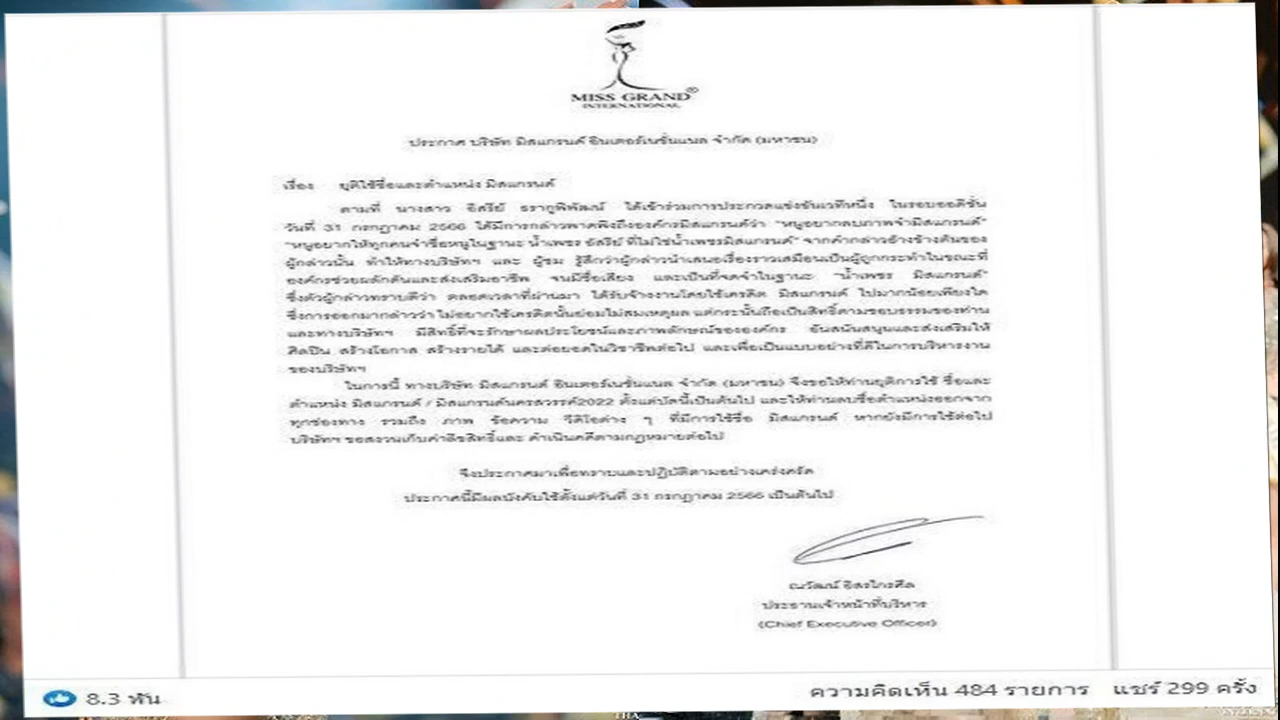 MISS GRAND®
INTERNATIONAL
ประกาศ บริษัท มิสแกรนด์ อินเตอร์เนชั่นแนล จำกัด (มหาชน)
เรื่อง ยุติใช้ชื่อและตำแหน่ง มิสแกรนด์
ตามที่ นางสาว อิสรีย์ ธราภูพิพัฒน์ ได้เข้าร่วมการประกวดแข่งขันเวทีหนึ่ง ในรอบออดิชั่น
วันที่ 31 กรกฎาคม 2566 ได้มีการกล่าวพาดพิงถึงองค์กรมิสแกรนด์ว่า "หนูอยากลบภาพจำมิสแกรนด์"
"หนูอยากให้ทุกคนจำชื่อหนูในฐานะ น้ำเพชร อิสรีย์ ที่ไม่ใช่น้ำเพชรมิสแกรนด์" จากคำกล่าวอ้างข้างต้นของ
ผู้กล่าวนั้น ทำให้ทางบริษัทฯ และ ผู้ชม รู้สึกว่าผู้กล่าวนำเสนอเรื่องราวเสมือนเป็นผู้ถูกกระทำในขณะที่
องค์กรช่วยผลักดันและส่งเสริมอาชีพ จนมีชื่อเสียง และเป็นที่จดจำในฐานะ "น้ำเพชร มิสแกรนด์"
ซึ่งตัวผู้กล่าวทราบดีว่า ตลอดเวลาที่ผ่านมา ได้รับจ้างงานโดยใช้เครดิต มิสแกรนด์ ไปมากน้อยเพียงใด
ซึ่งการออกมากล่าวว่า ไม่อยากใช้เครดิตนั้นย่อมไม่สมเหตุผล แต่กระนั้นถือเป็นสิทธิ์ตามชอบธรรมของท่าน
และทางบริษัทฯ มีสิทธิ์ที่จะรักษาผลประโยชน์และภาพลักษณ์ขององค์กร อันสนับสนุนและส่งเสริมให้
ศิลปิน สร้างโอกาส สร้างรายได้ และต่อยอดในวิชาชีพต่อไป และเพื่อเป็นแบบอย่างที่ดีในการบริหารงาน
ของบริษัทฯ
ในการนี้ ทางบริษัท มิสแกรนด์ อินเตอร์เนชั่นแนล จำกัด (มหาชน) จึงขอให้ท่านยุติการใช้ ชื่อและ
ตำแหน่ง มิสแกรนด์ / มิสแกรนด์นครสวรรค์2022 ตั้งแต่บัดนี้เป็นต้นไป และให้ท่านลบชื่อตำแหน่งออกจาก
ทุกช่องทาง รวมถึง ภาพ ข้อความ วีดีโอต่าง ๆ ที่มีการใช้ชื่อ มิสแกรนด์ หากยังมีการใช้ต่อไป
บริษัทฯ ขอสงวนเก็บค่าลิขสิทธิ์และ ดำเนินคดีตามกฎหมายต่อไป
จึงประกาศมาเพื่อทราบและปฏิบัติตามอย่างเคร่งครัด
ประกาศนี้มีผลบังคับใช้ตั้งแต่วันที่ 31 กรกฎาคม 2566 เป็นต้นไป
ณวัฒน์ อิสรไกรศีล
ประธานเจ้าหน้าที่บริหาร
(Chief Executive Officer)
8.3 พัน
ความคิดเห็น 484 รายการ แชร์ 299 ครั้ง